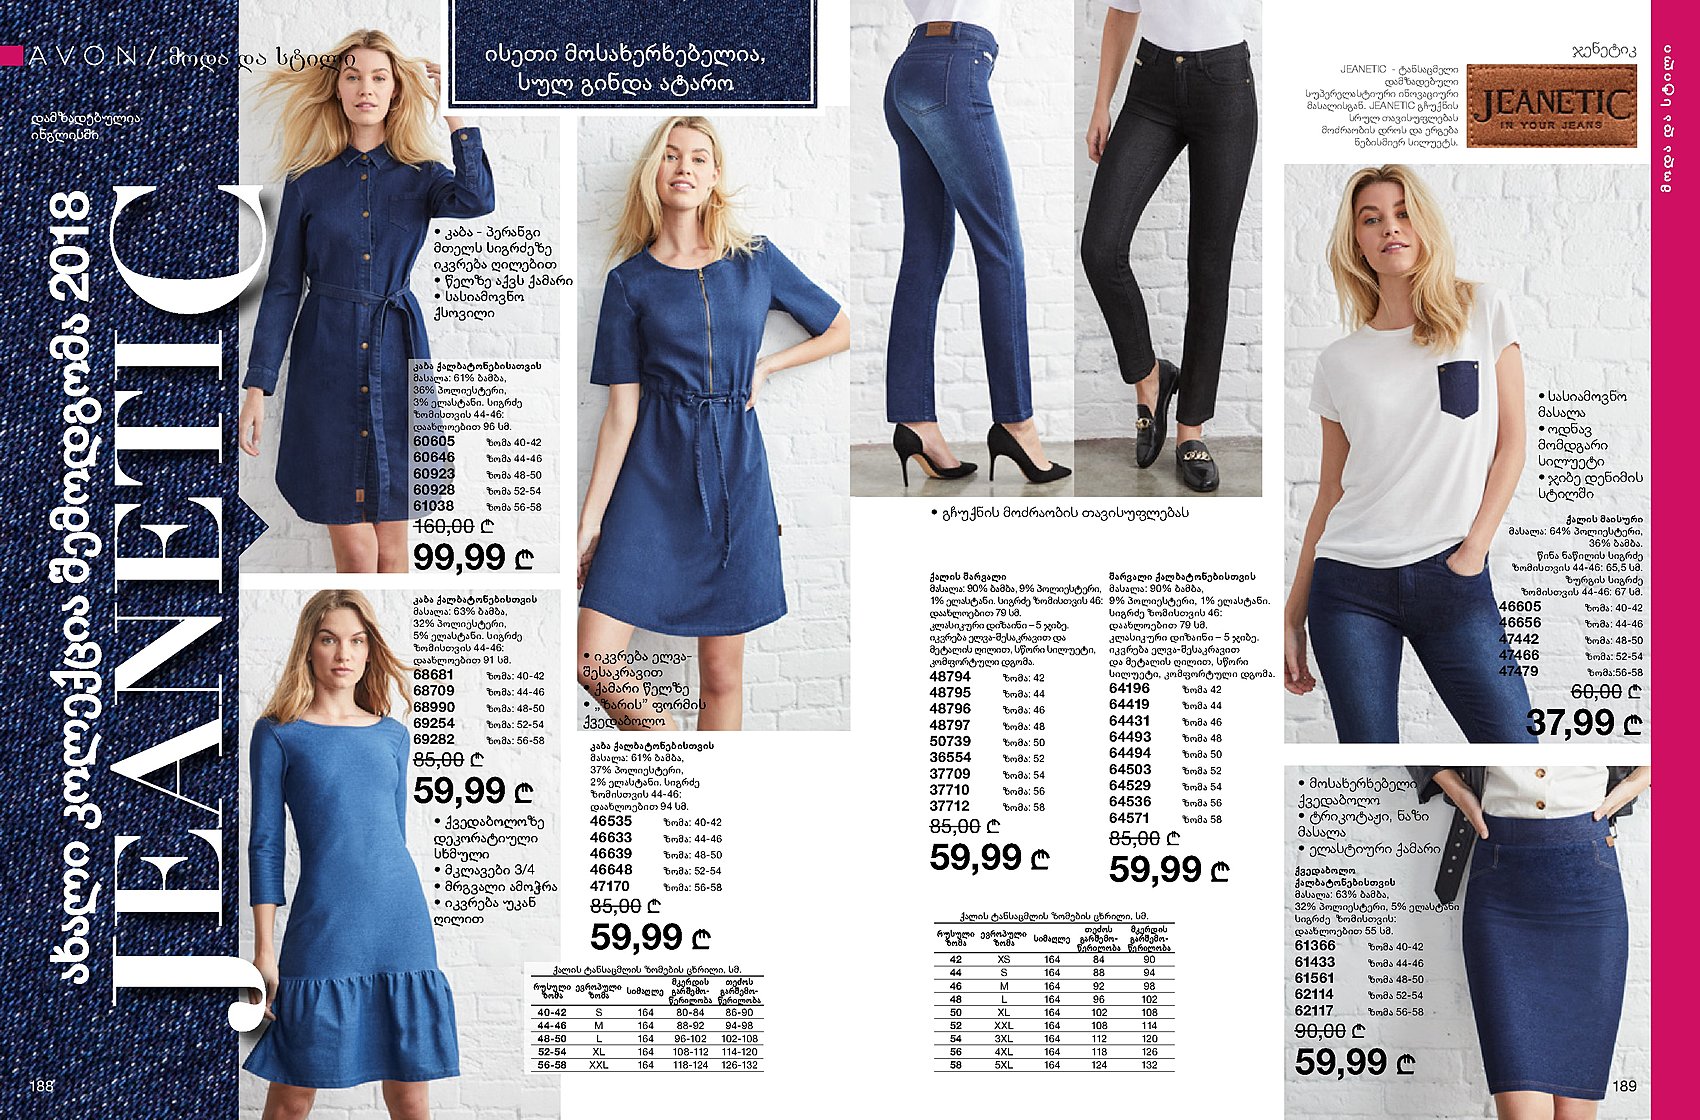 AVON / მოდა და სტილი
დამზადებულია
ინგლისში
ახალი კოლექცია შემოდგომა 2018
JEANETIC
ისეთი მოსახერხებელია,
სულ გინდა ატარო
• კაბა - პერანგი
მთელს სიგრძეზე
იკვრება ღილებით
• წელზე აქვს ქამარი
• სასიამოვნო
ქსოვილი
კაბა ქალბატონებისათვის
მასალა: 61% ბამბა,
36% პოლიესტერი,
3% ელასტანი. სიგრძე
ზომისთვის 44-46:
დაახლოებით 96 სმ.
60605 ზომა 40-42
60646 ზომა 44-46
60923 ზომა 48-50
60928 ზომა 52-54
61038 ზომა 56-58
160,00 ₾
99,99 ₾
კაბა ქალბატონებისთვის
მასალა: 63% ბამბა,
32% პოლიესტერი,
5% ელასტანი. სიგრძე
ზომისთვის 44-46:
დაახლოებით 91 სმ.
68681 ზომა: 40-42
68709 ზომა: 44-46
68990 ზომა: 48-50
69254 ზომა: 52-54
69282 ზომა: 56-58
85,00 ₾
59,99 ₾
• ქვედაბოლოზე
დეკორატიული
სხმული
• მკლავები 3/4
• მრგვალი ამოჭრა
• იკვრება უკან
ღილით
• იკვრება ელვა-
შესაკრავით
• ქამარი წელზე
• „ზარის” ფორმის
ქვედაბოლო
კაბა ქალბატონებისთვის
მასალა: 61% ბამბა,
37% პოლიესტერი,
2% ელასტანი. სიგრძე
ზომისთვის 44-46:
დაახლოებით 94 სმ.
46535 ზომა: 40-42
46633 ზომა: 44-46
46639 ზომა: 48-50
46648 ზომა: 52-54
47170 ზომა: 56-58
85,00 ₾
59,99 ₾
ქალის ტანსაცმლის ზომების ცხრილი, სმ.
რუსული ზომა ევროპული ზომა სიმაღლე მკერდის გარშემო-წერილობა თეძოს გარშემო-წერილობა
40-42 S 164 80-84 86-90
44-46 M 164 88-92 94-98
48-50 L 164 96-102 102-108
52-54 XL 164 108-112 114-120
56-58 XXL 164 118-124 126-132
188
• გჩუქნის მოძრაობის თავისუფლებას
ქალის შარვალი
მასალა: 90% ბამბა, 9% პოლიესტერი,
1% ელასტანი. სიგრძე ზომისთვის 46:
დაახლოებით 79 სმ.
კლასიკური დიზაინი – 5 ჯიბე.
იკვრება ელვა-შესაკრავით და
მეტალის ღილით, სწორი სილუეტი,
კომფორტული დგომა.
48794 ზომა: 42
48795 ზომა: 44
48796 ზომა: 46
48797 ზომა: 48
50739 ზომა: 50
36554 ზომა: 52
37709 ზომა: 54
37710 ზომა: 56
37712 ზომა: 58
85,00 ₾
59,99 ₾
შარვალი ქალბატონებისთვის
მასალა: 90% ბამბა,
9% პოლიესტერი, 1% ელასტანი.
სიგრძე ზომისთვის 46:
დაახლოებით 79 სმ.
კლასიკური დიზაინი – 5 ჯიბე.
იკვრება ელვა-შესაკრავით
და მეტალის ღილით, სწორი
სილუეტი, კომფორტული დგომა.
64196 ზომა 42
64419 ზომა 44
64431 ზომა 46
64493 ზომა 48
64494 ზომა 50
64503 ზომა 52
64529 ზომა 54
64536 ზომა 56
64571 ზომა 58
85,00 ₾
59,99 ₾
ქალის ტანსაცმლის ზომების ცხრილი, სმ.
რუსული ზომა ევროპული ზომა სიმაღლე თეძოს გარშემო-წერილობა მკერდის გარშემო-წერილობა
42 XS 164 84 90
44 S 164 88 94
46 M 164 92 98
48 L 164 96 102
50 XL 164 102 108
52 XXL 164 108 114
54 3XL 164 112 120
56 4XL 164 118 126
58 5XL 164 124 132
ჯენეტიკ
JEANETIC - ტანსაცმელი
დამზადებული
სუპერელასტიური ინოვაციური
მასალისგან. JEANETIC გჩუქნის
სრულ თავისუფლებას
მოძრაობის დროს და ერგება
ნებისმიერ სილუეტს.
JEANETIC
IN YOUR JEANS
მოდა და სტილი
• სასიამოვნო
მასალა
• ოდნავ
მომდგარი
სილუეტი
• ჯიბე დენიმის
სტილში
ქალის მაისური
მასალა: 64% პოლიესტერი,
36% ბამბა.
წინა ნაწილის სიგრძე
ზომისთვის 44-46: 65,5 სმ.
ზურგის სიგრძე
ზომისთვის 44-46: 67 სმ.
46605 ზომა: 40-42
46656 ზომა: 44-46
47442 ზომა: 48-50
47466 ზომა: 52-54
47479 ზომა:56-58
60,00 ₾
37,99 ₾
• მოსახერხებელი
ქვედაბოლო
• ტრიკოტაჟი, ნაზი
მასალა
• ელასტიური ქამარი
ქვედაბოლო
ქალბატონებისთვის
მასალა: 63% ბამბა,
32% პოლიესტერი, 5% ელასტანი
სიგრძე ზომისთვის:
დაახლოებით 55 სმ.
61366 ზომა 40-42
61433 ზომა 44-46
61561 ზომა 48-50
62114 ზომა 52-54
62117 ზომა 56-58
90,00 ₾
59,99 ₾
189